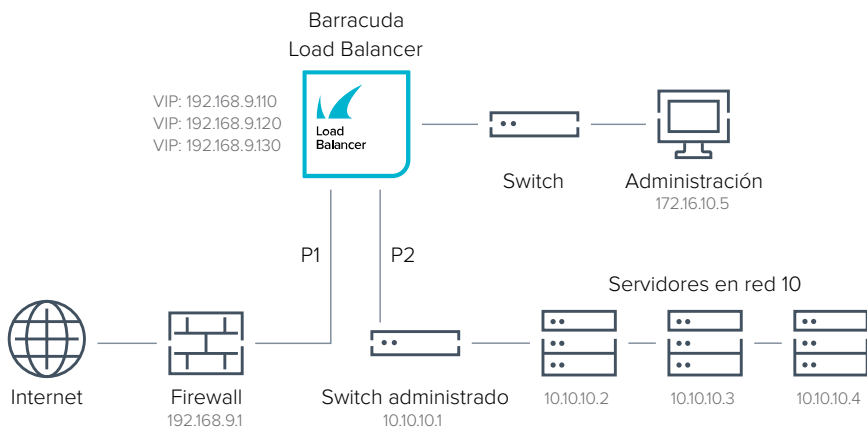 Barracuda
Load Balancer
VIP: 192.168.9.110
VIP: 192.168.9.120
VIP: 192.168.9.130
Load
Balancer
Switch
Administración
172.16.10.5
P1
P2
Servidores en red 10
Internet
Firewall
192.168.9.1
Switch administrado
10.10.10.1
10.10.10.2
10.10.10.3
10.10.10.4